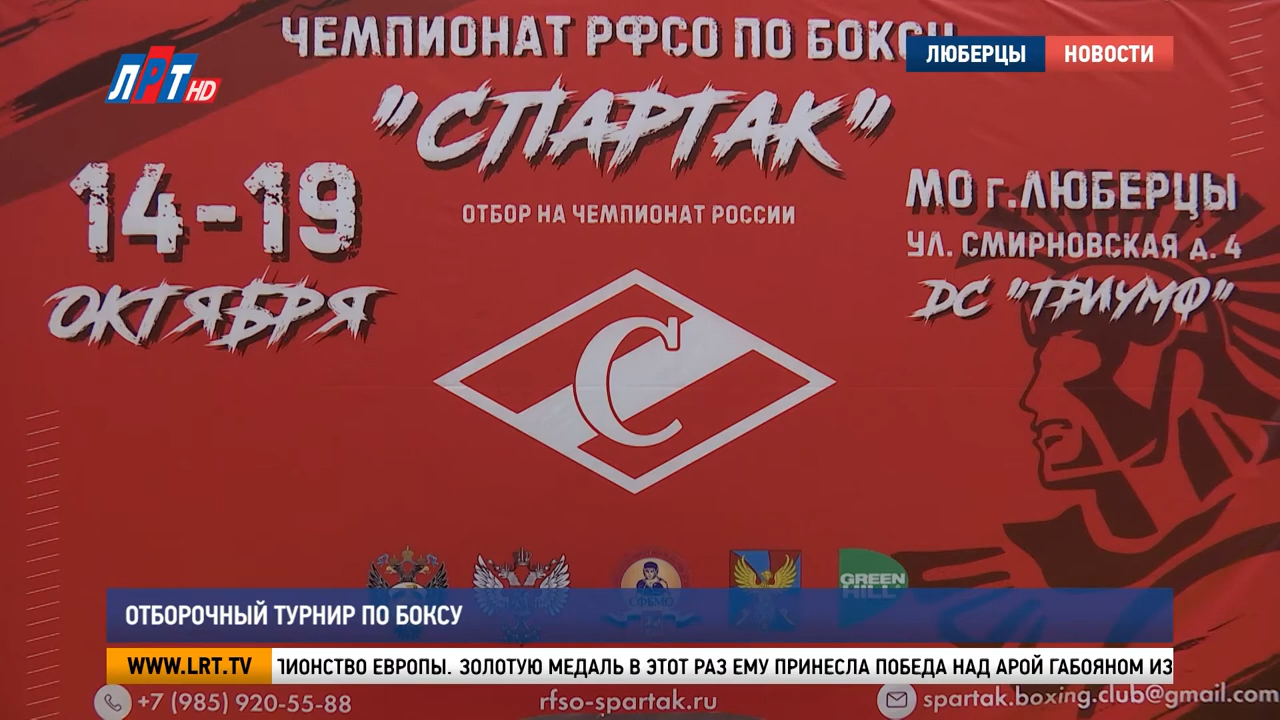 ЧЕМПИОНАТ РФСО ПО БОКСУ
ЛЮБЕРЦЫ НОВОСТИ
ЛРТ HD
"СПАРТАК"
14-19
ОКТЯБРЯ
ОТБОР НА ЧЕМПИОНАТ РОССИИ
МО г.ЛЮБЕРЦЫ
УЛ. СМИРНОВСКАЯ д. 4
ДС "ТРИУМФ"
С
СФБМО
GREEN
HILL
ОТБОРОЧНЫЙ ТУРНИР ПО БОКСУ
WWW.LRT.TV ПИОНСТВО ЕВРОПЫ. ЗОЛОТУЮ МЕДАЛЬ В ЭТОТ РАЗ ЕМУ ПРИНЕСЛА ПОБЕДА НАД АРОЙ ГАБОЯНОМ ИЗ
+7 (985) 920-55-88
rfso-spartak.ru
spartak.boxing.club@gmail.com